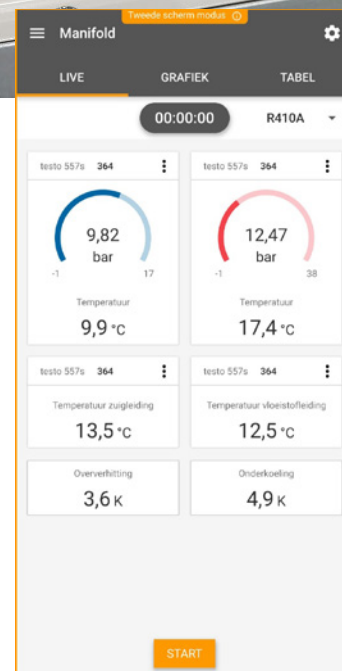 Tweede scherm modus
Manifold
LIVE GRAFIEK TABEL
00:00:00 R410A
testo 557s 364
9,82
bar
-1 17
Temperatuur
9,9 °C
testo 557s 364
12,47
bar
-1 38
Temperatuur
17,4 °C
testo 557s 364
Temperatuur zuigleiding
13,5 °C
testo 557s 364
Temperatuur vloeistofleiding
12,5 °C
Oververhitting
3,6 K
Onderkoeling
4,9 K
START